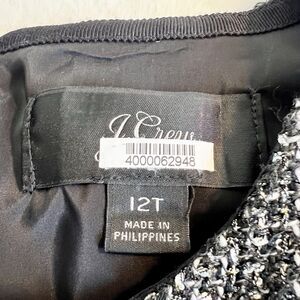 J.Crew
4000062948
12T
MADE IN
PHILIPPINES